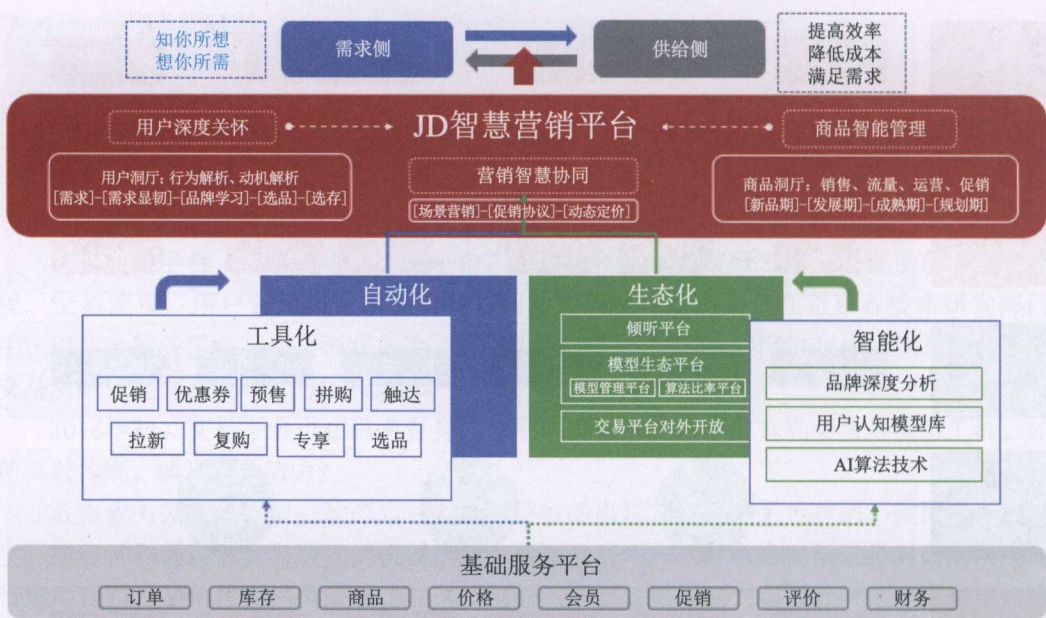 知你所想
想你所需
需求侧
供给侧
提高效率
降低成本
满足需求
用户深度关怀
JD智慧营销平台
商品智能管理
用户洞厅：行为解析、动机解析
[需求]-[需求显韧]-[品牌学习]-[选品]-[选存]
营销智慧协同
[场景营销]-[促销协议]-[动态定价]
商品洞厅：销售、流量、运营、促销
[新品期]-[发展期]-[成熟期]-[规划期]
自动化
生态化
工具化
促销 优惠券 预售 拼购 触达
拉新 复购 专享 选品
倾听平台
模型生态平台
模型管理平台 算法比率平台
交易平台对外开放
智能化
品牌深度分析
用户认知模型库
AI算法技术
基础服务平台
订单 库存 商品 价格 会员 促销 评价 财务